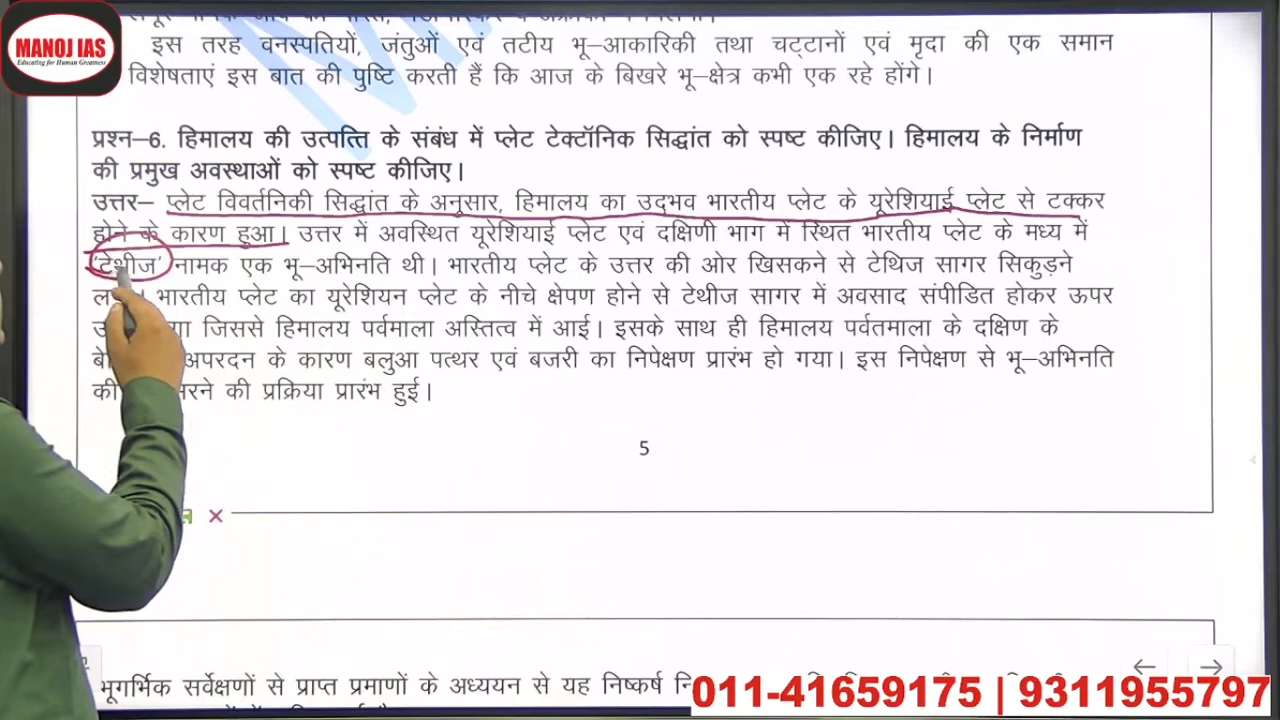 MANOJ IAS
Educating for Human Greatness
इस तरह वनस्पतियों, जंतुओं एवं तटीय भू–आकारिकी तथा चट्टानों एवं मृदा की एक समान
विशेषताएं इस बात की पुष्टि करती हैं कि आज के बिखरे भू–क्षेत्र कभी एक रहे होंगे।
प्रश्न–6. हिमालय की उत्पत्ति के संबंध में प्लेट टेक्टॉनिक सिद्धांत को स्पष्ट कीजिए। हिमालय के निर्माण
की प्रमुख अवस्थाओं को स्पष्ट कीजिए।
उत्तर– प्लेट विवर्तनिकी सिद्धांत के अनुसार, हिमालय का उद्भव भारतीय प्लेट के यूरेशियाई प्लेट से टक्कर
होने के कारण हुआ। उत्तर में अवस्थित यूरेशियाई प्लेट एवं दक्षिणी भाग में स्थित भारतीय प्लेट के मध्य में
'टेथीज' नामक एक भू–अभिनति थी। भारतीय प्लेट के उत्तर की ओर खिसकने से टेथिज सागर सिकुड़ने
भारतीय प्लेट का यूरेशियन प्लेट के नीचे क्षेपण होने से टेथीज सागर में अवसाद संपीडित होकर ऊपर
जिससे हिमालय पर्वमाला अस्तित्व में आई। इसके साथ ही हिमालय पर्वतमाला के दक्षिण के
अपरदन के कारण बलुआ पत्थर एवं बजरी का निपेक्षण प्रारंभ हो गया। इस निपेक्षण से भू–अभिनति
की भरने की प्रक्रिया प्रारंभ हुई।
5
भूगर्भिक सर्वेक्षणों से प्राप्त प्रमाणों के अध्ययन से यह निष्कर्ष
011-41659175 | 9311955797